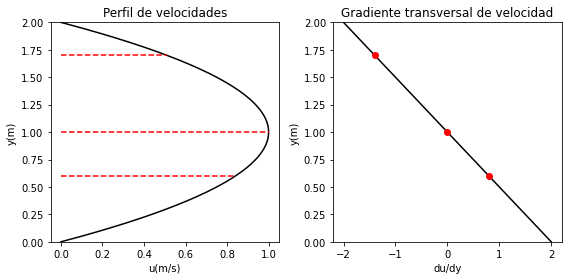 Perfil de velocidades
2.00
1.75
1.50
1.25
1.00
0.75
0.50
0.25
0.00
y(m)
0.0 0.2 0.4 0.6 0.8 1.0
u(m/s)
Gradiente transversal de velocidad
2.00
1.75
1.50
1.25
1.00
0.75
0.50
0.25
0.00
y(m)
−2 −1 0 1 2
du/dy